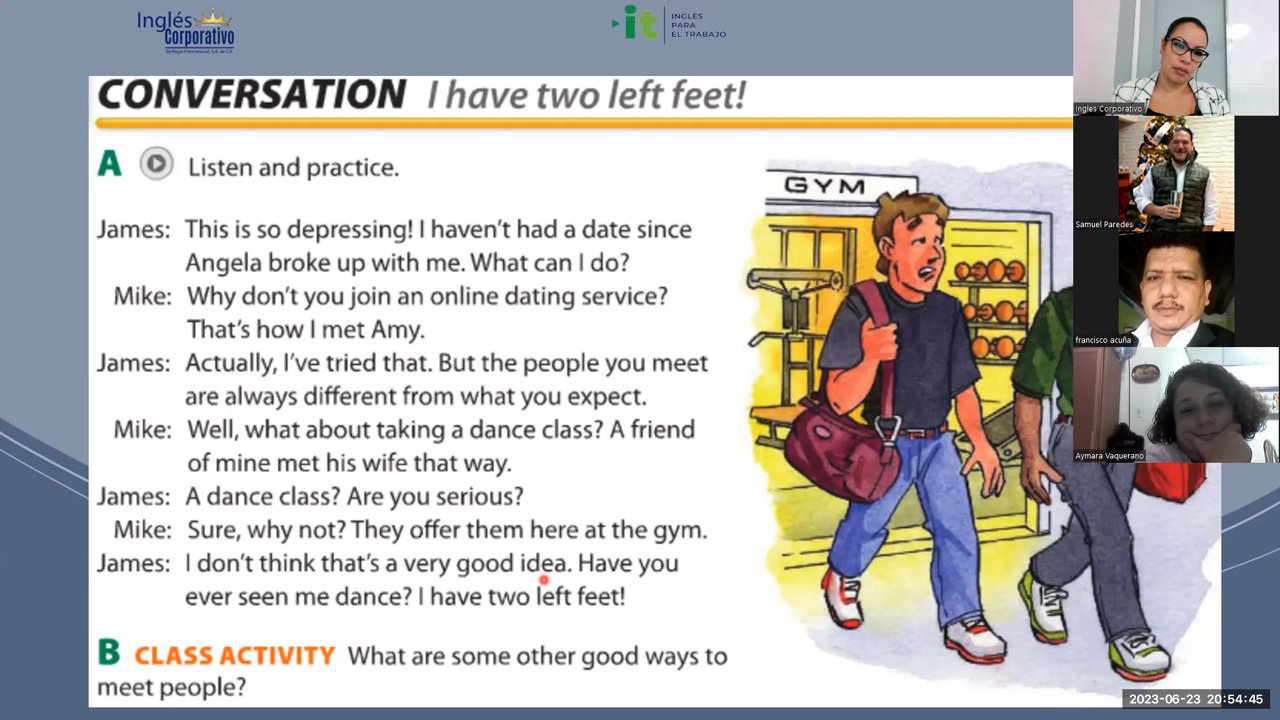 Inglés
Corporativo
By Regar International, S.A. de C.V.
it
INGLÉS
PARA
EL TRABAJO
CONVERSATION I have two left feet!
A Listen and practice.
James: This is so depressing! I haven't had a date since
Angela broke up with me. What can I do?
Mike: Why don't you join an online dating service?
That's how I met Amy.
James: Actually, I've tried that. But the people you meet
are always different from what you expect.
Mike: Well, what about taking a dance class? A friend
of mine met his wife that way.
James: A dance class? Are you serious?
Mike: Sure, why not? They offer them here at the gym.
James: I don't think that's a very good idea. Have you
ever seen me dance? I have two left feet!
B CLASS ACTIVITY What are some other good ways to
meet people?
GYM
Ingles Corporativo
Samuel Paredes
francisco acuña
Aymara Vaquerano
2023-06-23 20:54:45